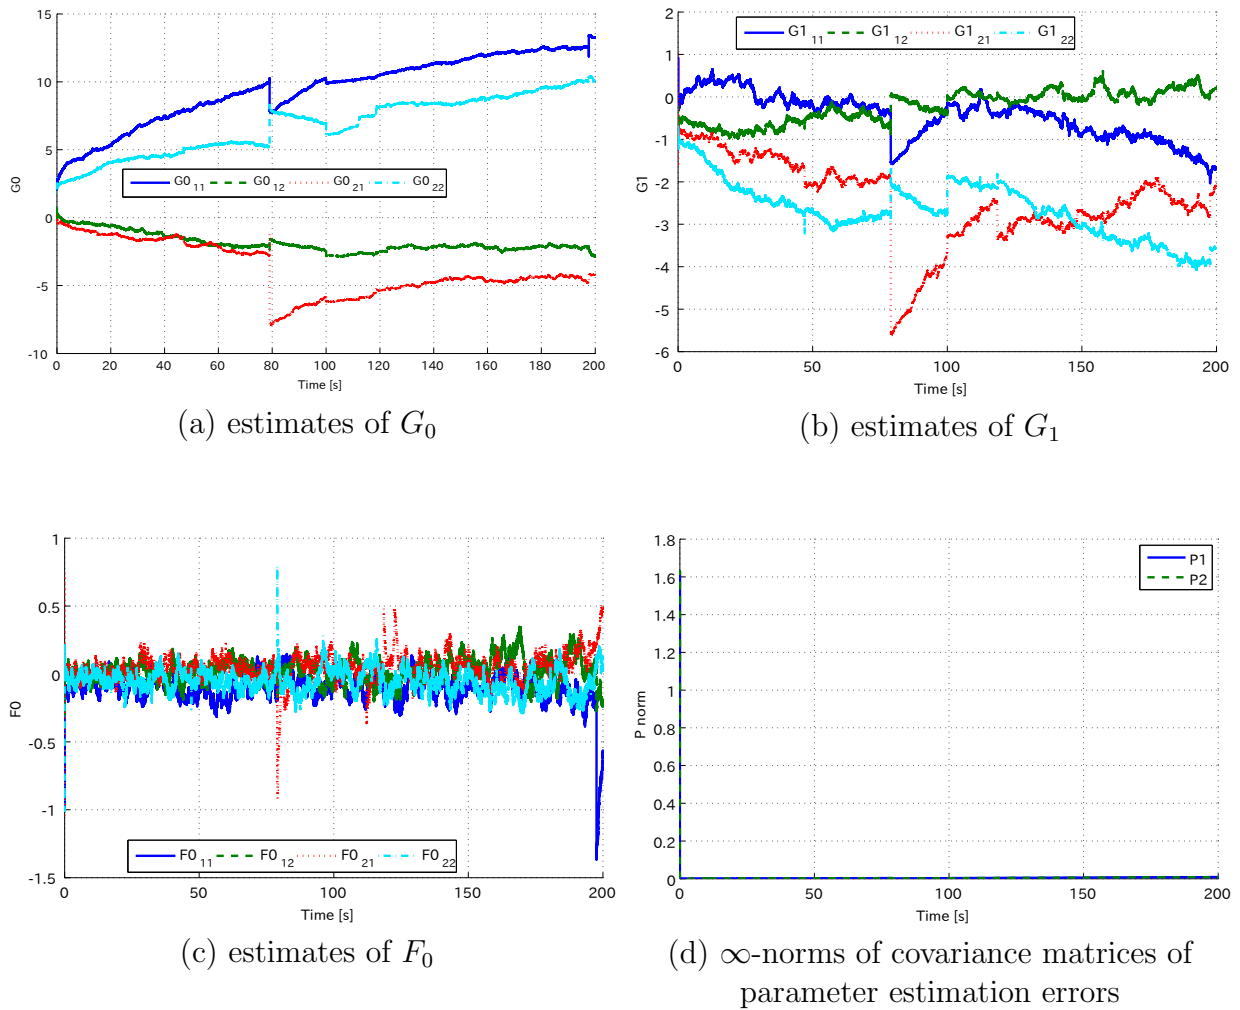 15
10
5
0
-5
-10
G0
G0 11 G0 12 G0 21 G0 22
0 20 40 60 80 100 120 140 160 180 200
Time [s]
(a) estimates of G0
2
1
0
-1
-2
-3
-4
-5
-6
G1
G1 11 G1 12 G1 21 G1 22
0 50 100 150 200
Time [s]
(b) estimates of G1
1
0.5
0
-0.5
-1
-1.5
F0
F0 11 F0 12 F0 21 F0 22
0 50 100 150 200
Time [s]
(c) estimates of F0
1.8
1.6
1.4
1.2
1
0.8
0.6
0.4
0.2
0
P norm
P1
P2
0 50 100 150 200
Time [s]
(d) ∞-norms of covariance matrices of
parameter estimation errors